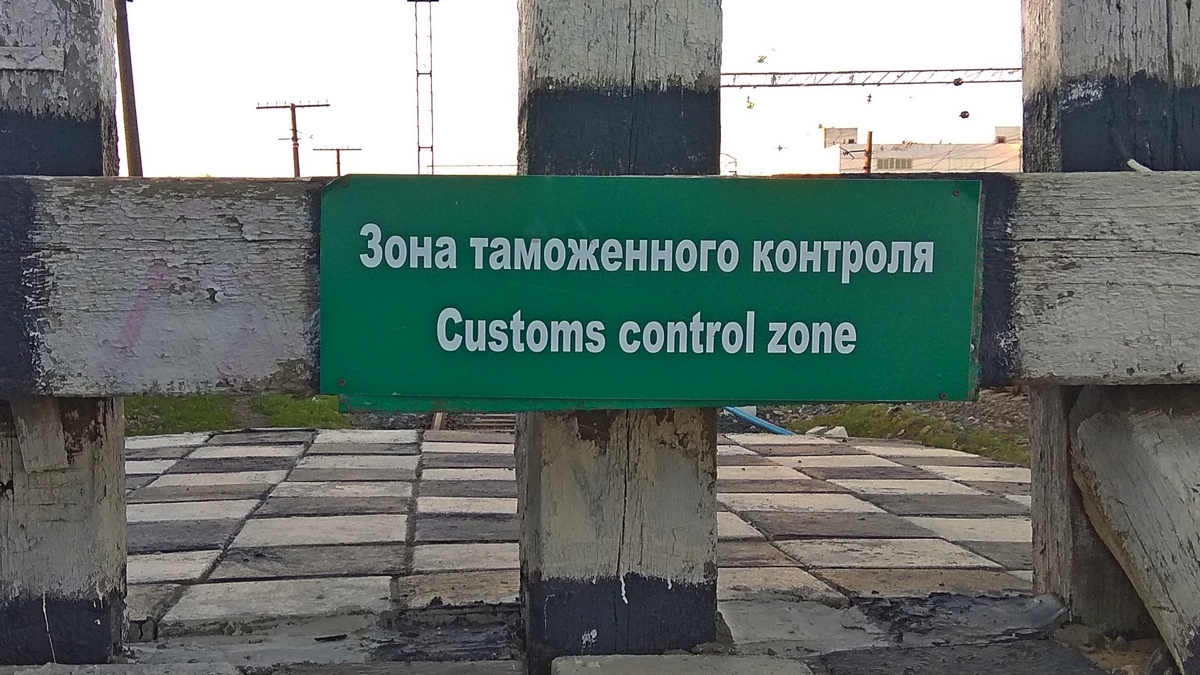 Зона таможенного контроля
Customs control zone